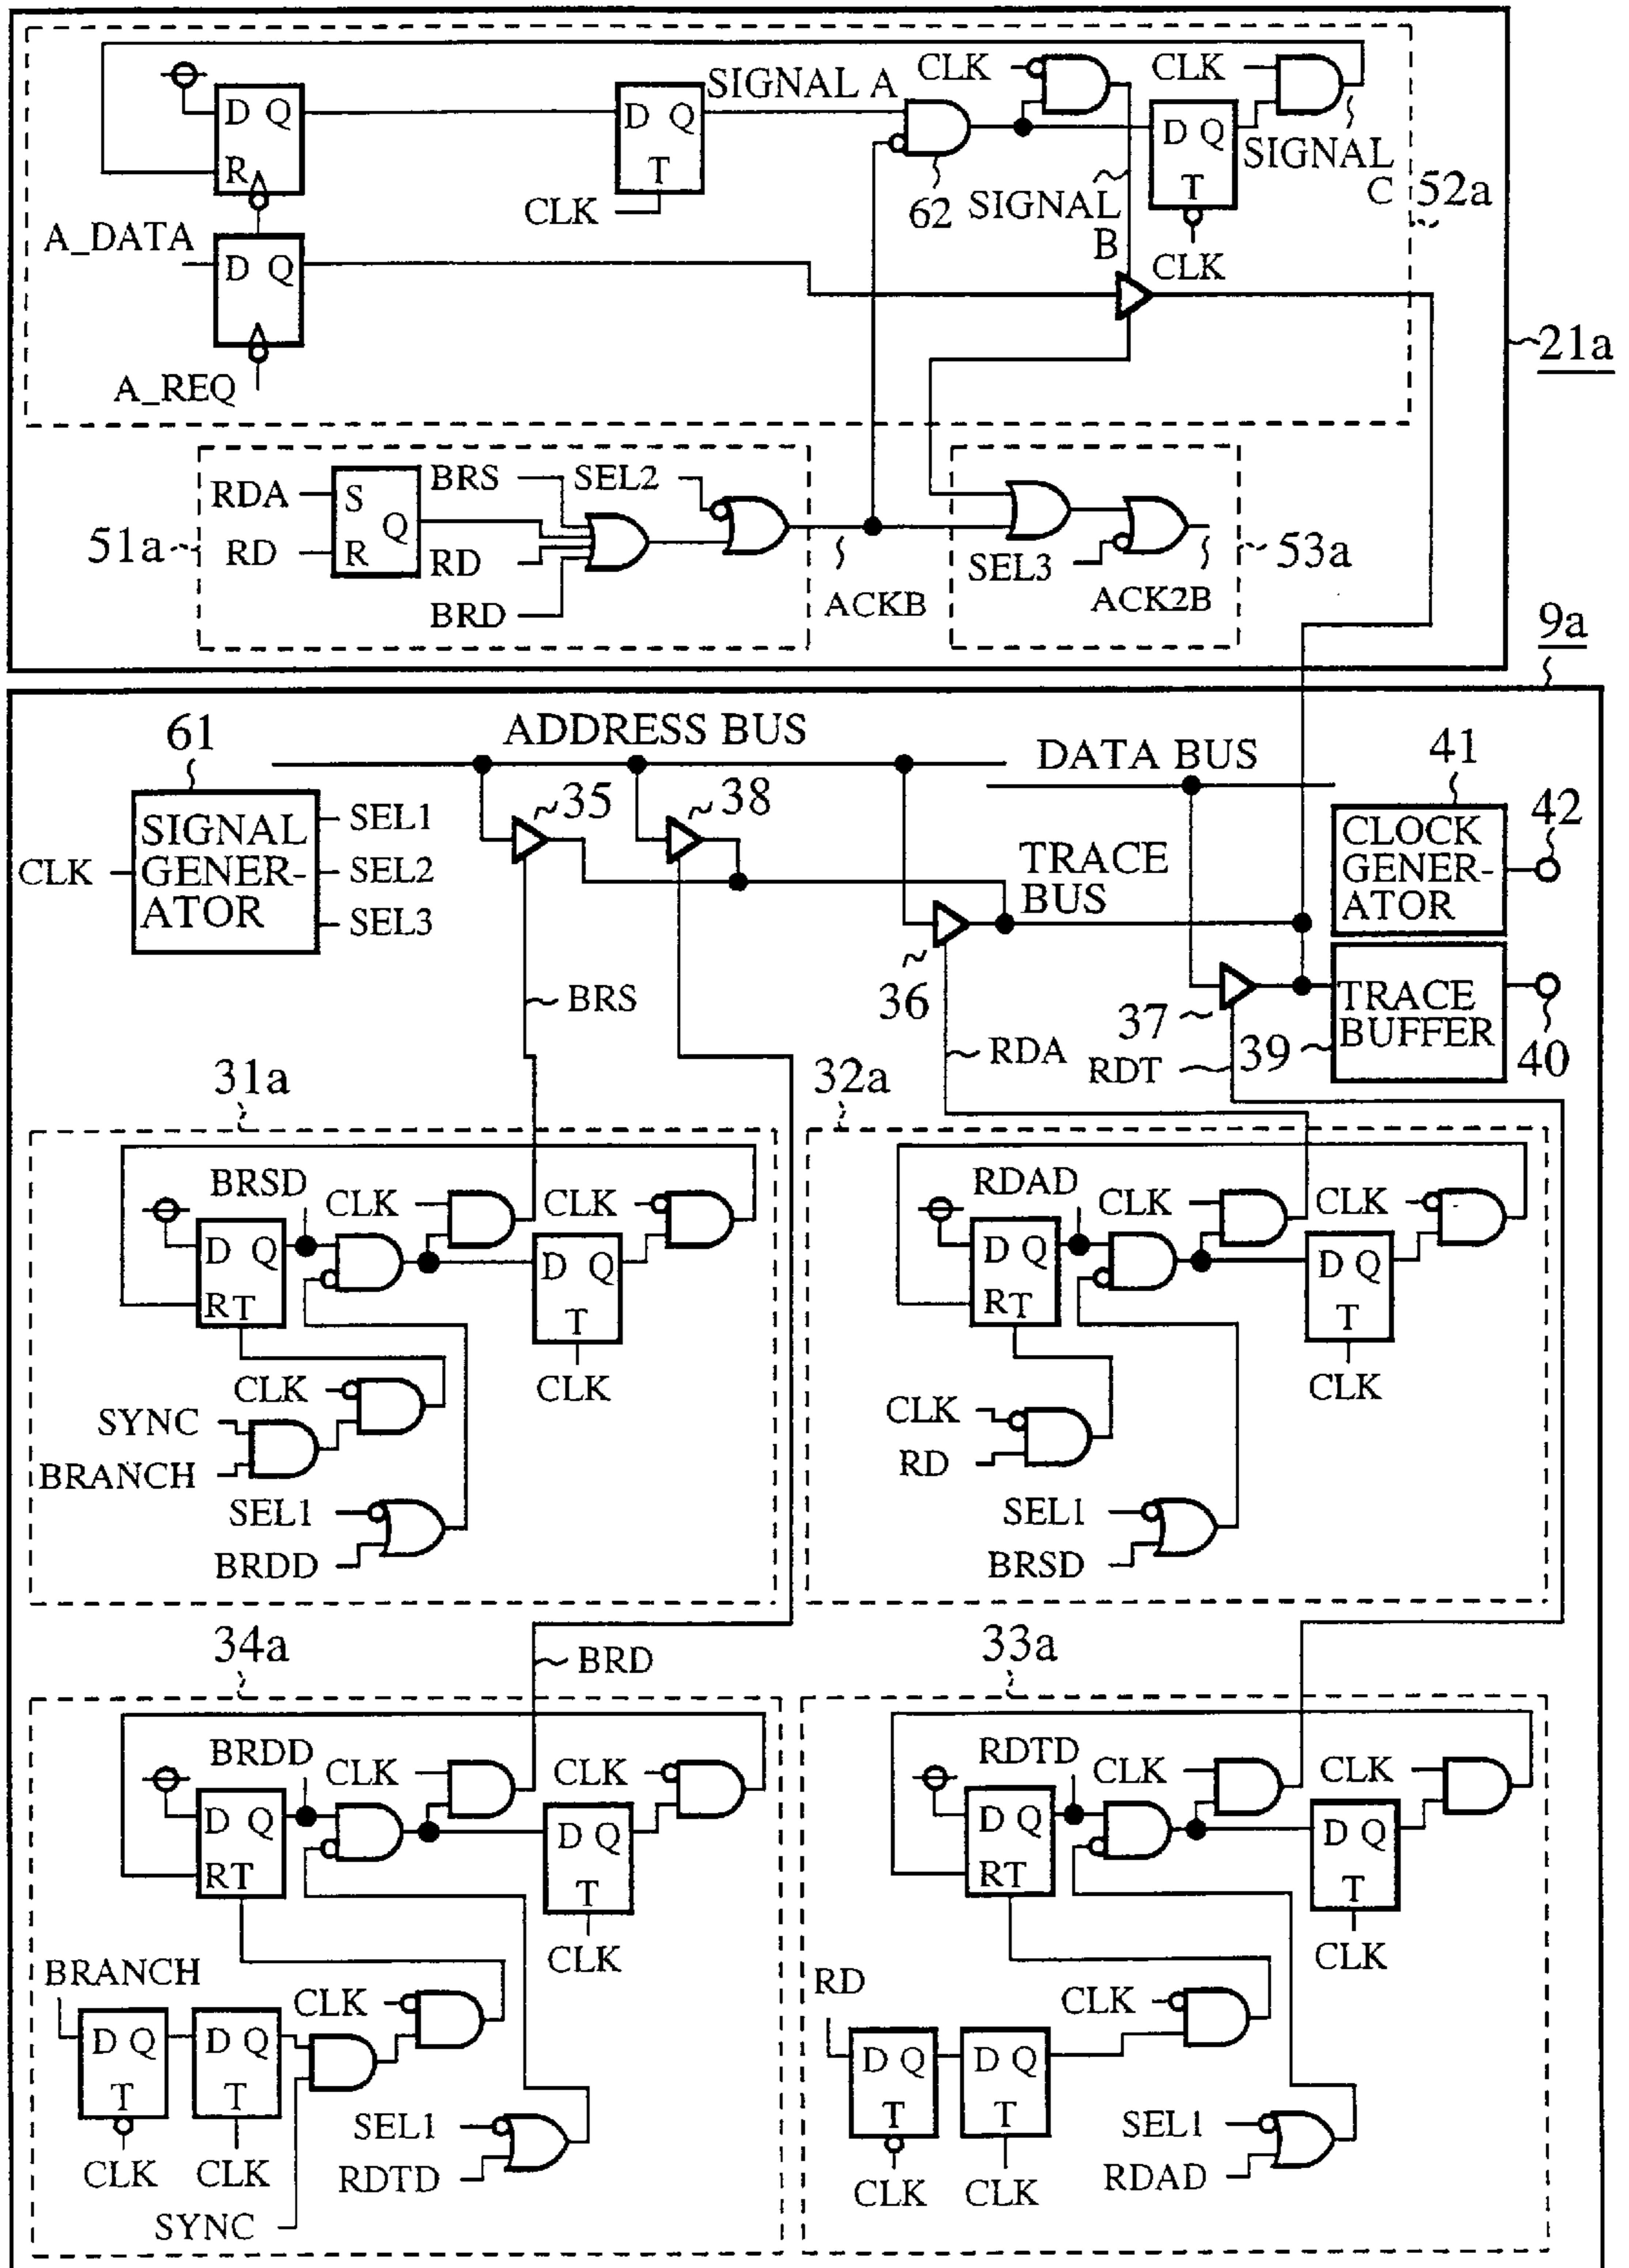 CLK
CLK
SIGNAL A
D Q
R
D Q
T
CLK
D Q
T
CLK
SIGNAL
C
62
SIGNAL
B
52a
A_DATA
D Q
A_REQ
21a
RDA
S
Q
R
RD
BRS
SEL2
RD
BRD
51a
ACKB
SEL3
ACK2B
53a
9a
61
ADDRESS BUS
DATA BUS
41
42
35
38
SIGNAL
GENER-
ATOR
CLK
SEL1
SEL2
SEL3
TRACE
BUS
CLOCK
GENER-
ATOR
36
37
BRS
RDA
RDT
39
TRACE
BUFFER
40
31a
32a
BRSD
CLK
CLK
D Q
RT
D Q
T
CLK
CLK
SYNC
BRANCH
SEL1
BRDD
RDAD
CLK
CLK
D Q
RT
D Q
T
CLK
CLK
RD
SEL1
BRSD
34a
BRD
33a
BRDD
CLK
CLK
D Q
RT
D Q
T
CLK
BRANCH
CLK
D Q
T
D Q
T
CLK
CLK
SYNC
SEL1
RDTD
RDTD
CLK
CLK
D Q
RT
D Q
T
CLK
RD
CLK
D Q
T
D Q
T
CLK
CLK
SEL1
RDAD